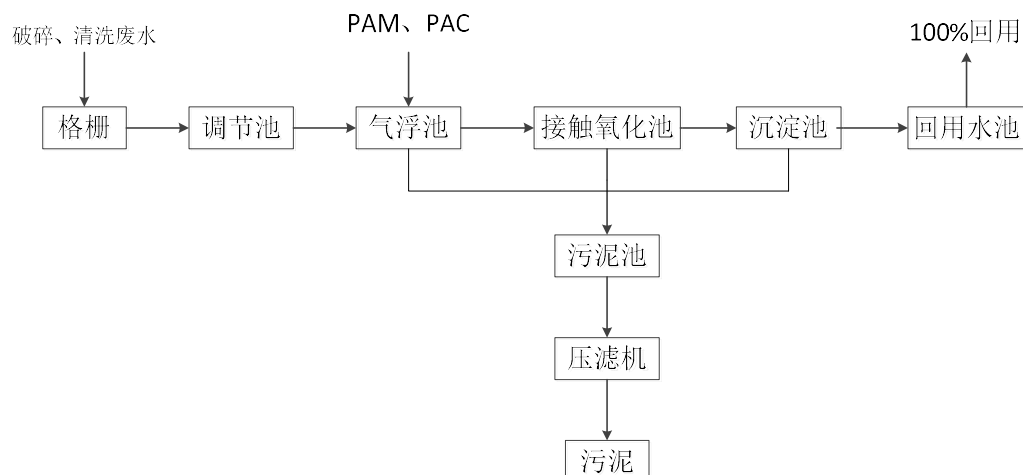 破碎、清洗废水
PAM、PAC
100%回用
格栅
调节池
气浮池
接触氧化池
沉淀池
回用水池
污泥池
压滤机
污泥